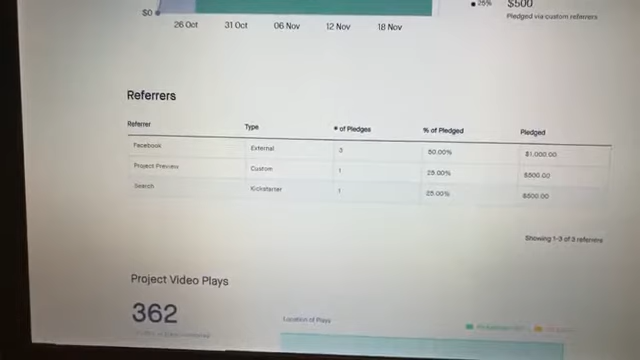 $0
26 Oct 31 Oct 06 Nov 12 Nov 18 Nov
25% $500
Pledged via custom referrers
Referrers
Referrer Type # of Pledges % of Pledged Pledged
Facebook External 3 50.00% $1,000.00
Project Preview Custom 1 25.00% $500.00
Search Kickstarter 1 25.00% $500.00
Showing 1-3 of 3 referrers
Project Video Plays
362
Location of Plays